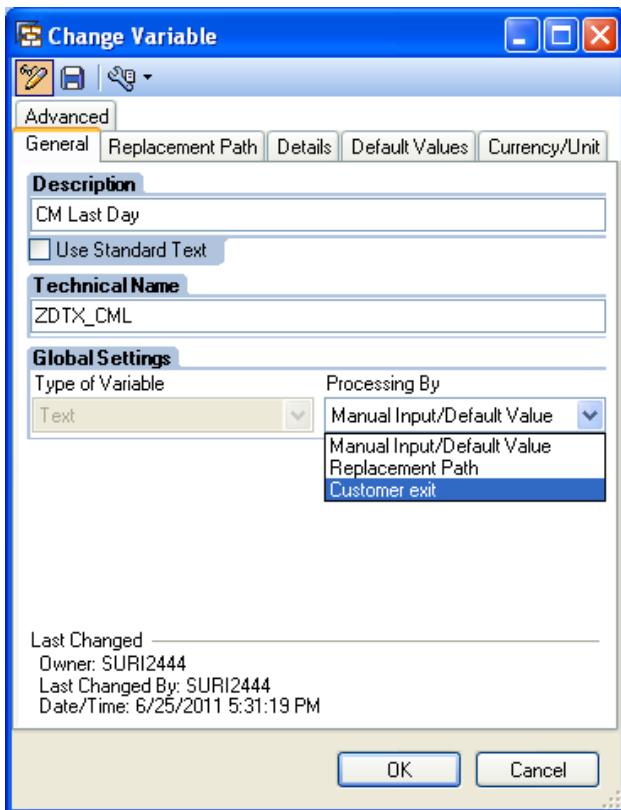 Change Variable
Advanced
General Replacement Path Details Default Values Currency/Unit
Description
CM Last Day
Use Standard Text
Technical Name
ZDTX_CML
Global Settings
Type of Variable Processing By
Text Manual Input/Default Value
Manual Input/Default Value
Replacement Path
Customer exit
Last Changed
Owner: SURI2444
Last Changed By: SURI2444
Date/Time: 6/25/2011 5:31:19 PM
OK Cancel